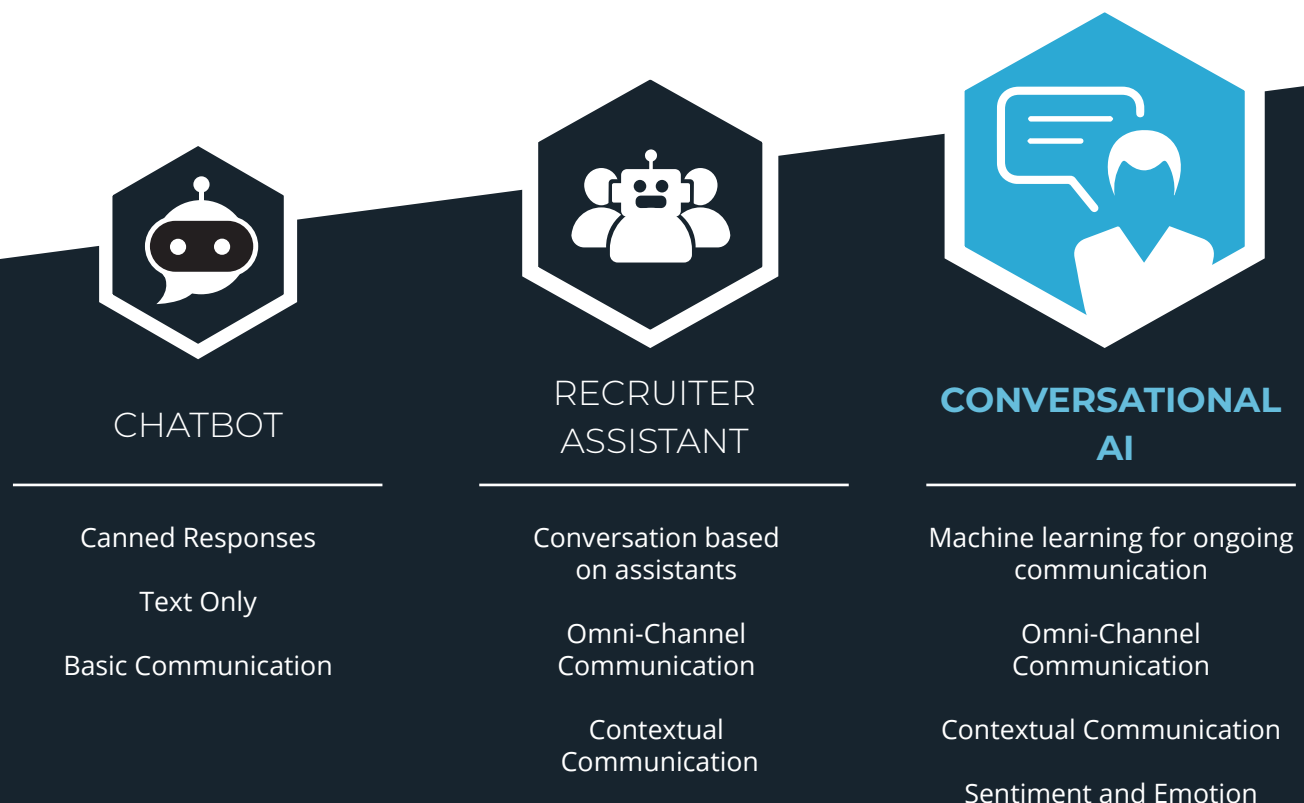 CHATBOT
Canned Responses
Text Only
Basic Communication
RECRUITER
ASSISTANT
Conversation based
on assistants
Omni-Channel
Communication
Contextual
Communication
CONVERSATIONAL
AI
Machine learning for ongoing
communication
Omni-Channel
Communication
Contextual Communication
Sentiment and Emotion